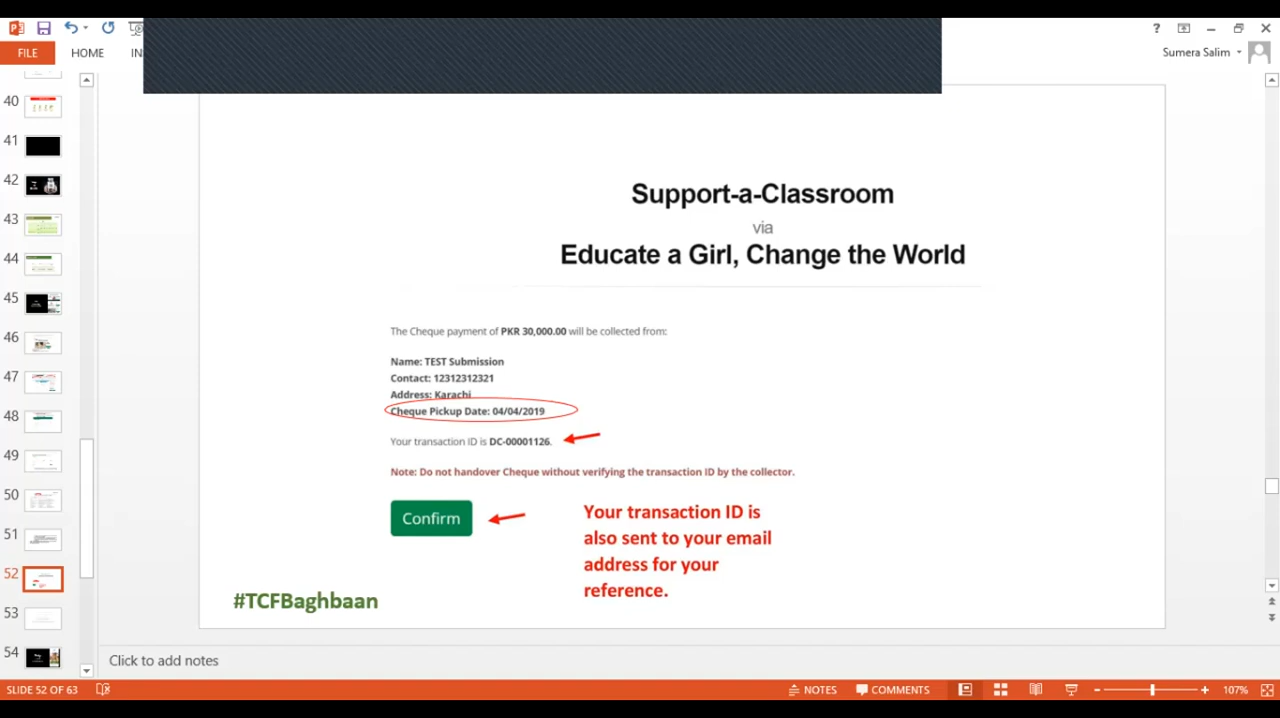 ?
Sumera Salim
FILE
HOME
IN
40
41
42
43
44
45
46
47
48
49
50
51
52
53
54
Support-a-Classroom
via
Educate a Girl, Change the World
The Cheque payment of PKR 30,000.00 will be collected from:
Name: TEST Submission
Contact: 12312312321
Address: Karachi
Cheque Pickup Date: 04/04/2019
Your transaction ID is DC-00001126.
Note: Do not handover Cheque without verifying the transaction ID by the collector.
Confirm
Your transaction ID is
also sent to your email
address for your
reference.
#TCFBaghbaan
Click to add notes
SLIDE 52 OF 63
NOTES
COMMENTS
107%